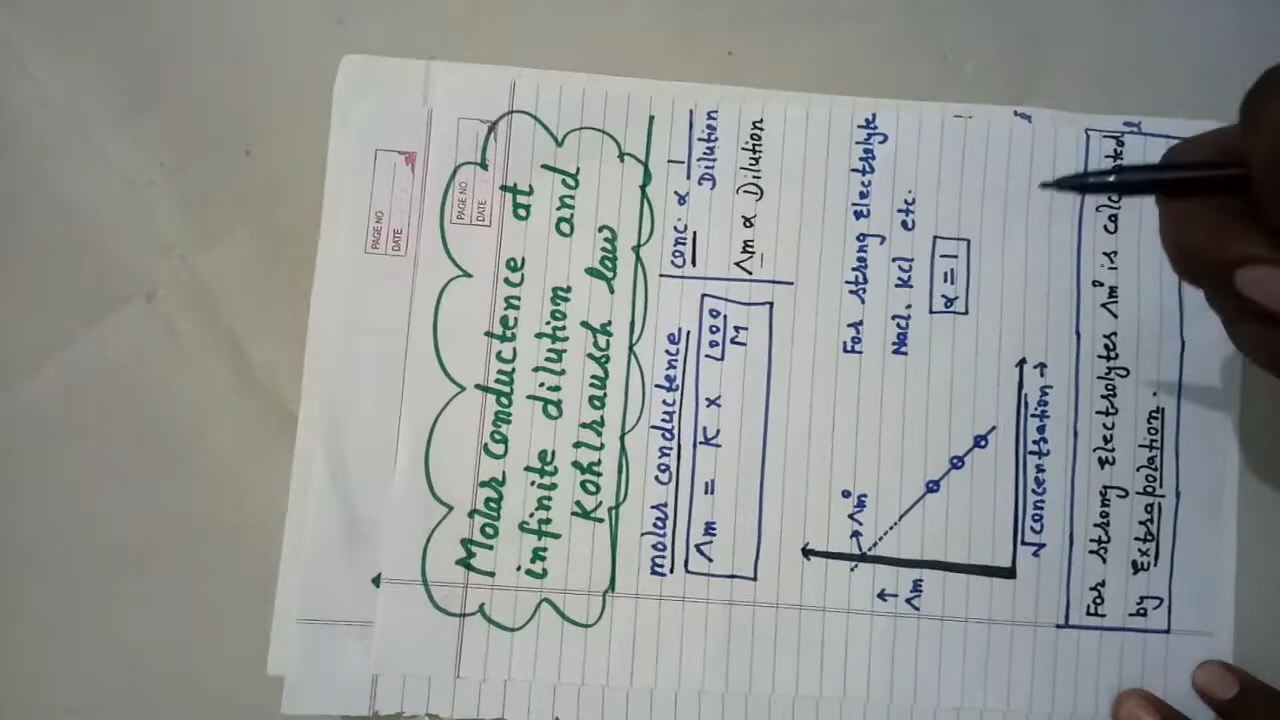 PAGE NO
DATE
PAGE NO
DATE
Molar conductence at
infinite dilution and
Kohlrausch law
molar conductence
Λm = K × 1000
M
conc. α 1
Dilution
Λm α Dilution
For strong Electrolyte
Nacl, Kcl etc.
α = 1
Λm°
↑
Λm
√concentration →
For strong Electrolytes Λm° is calculated
by Extrapolation.